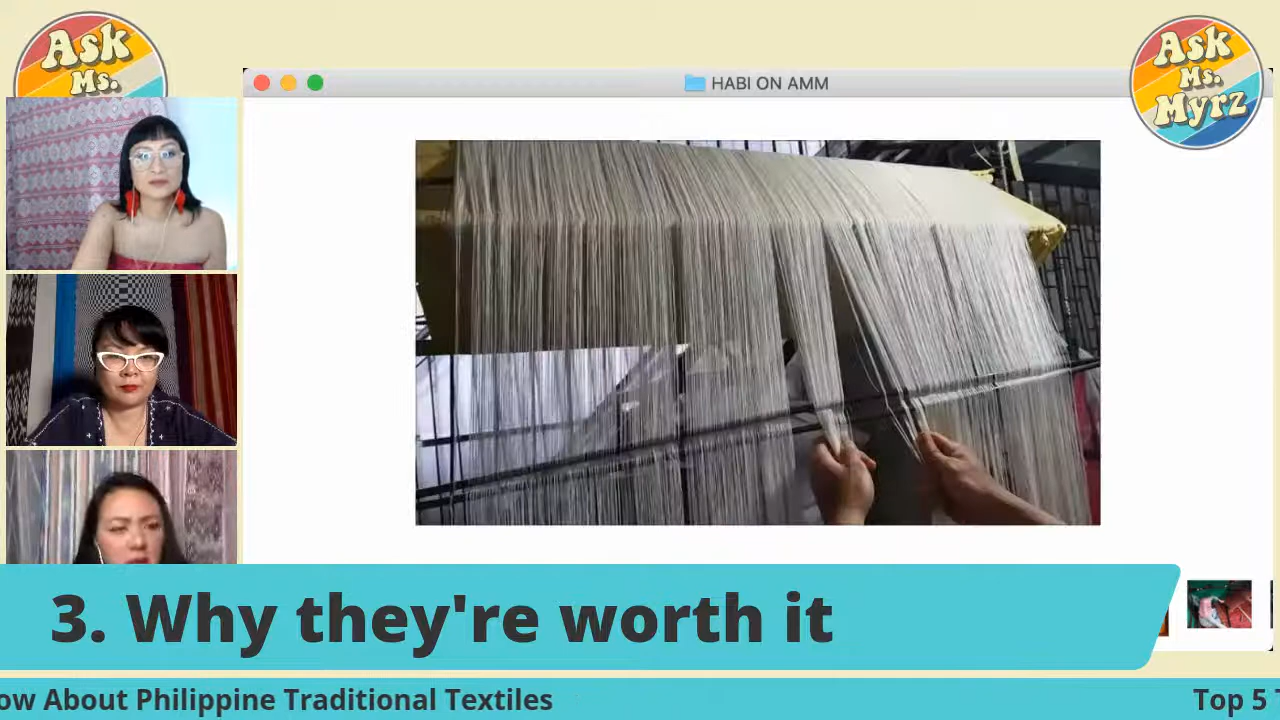 Ask
Ms.
HABI ON AMM
Ask
Ms.
Myrz
3. Why they're worth it
ow About Philippine Traditional Textiles
Top 5